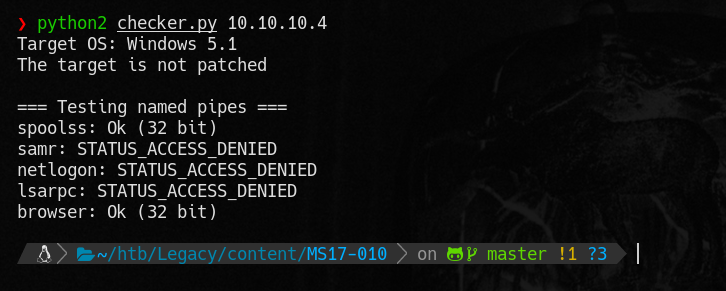 ❯ python2 checker.py 10.10.10.4
Target OS: Windows 5.1
The target is not patched
=== Testing named pipes ===
spoolss: Ok (32 bit)
samr: STATUS_ACCESS_DENIED
netlogon: STATUS_ACCESS_DENIED
lsarpc: STATUS_ACCESS_DENIED
browser: Ok (32 bit)
~/htb/Legacy/content/MS17-010 on master !1 ?3